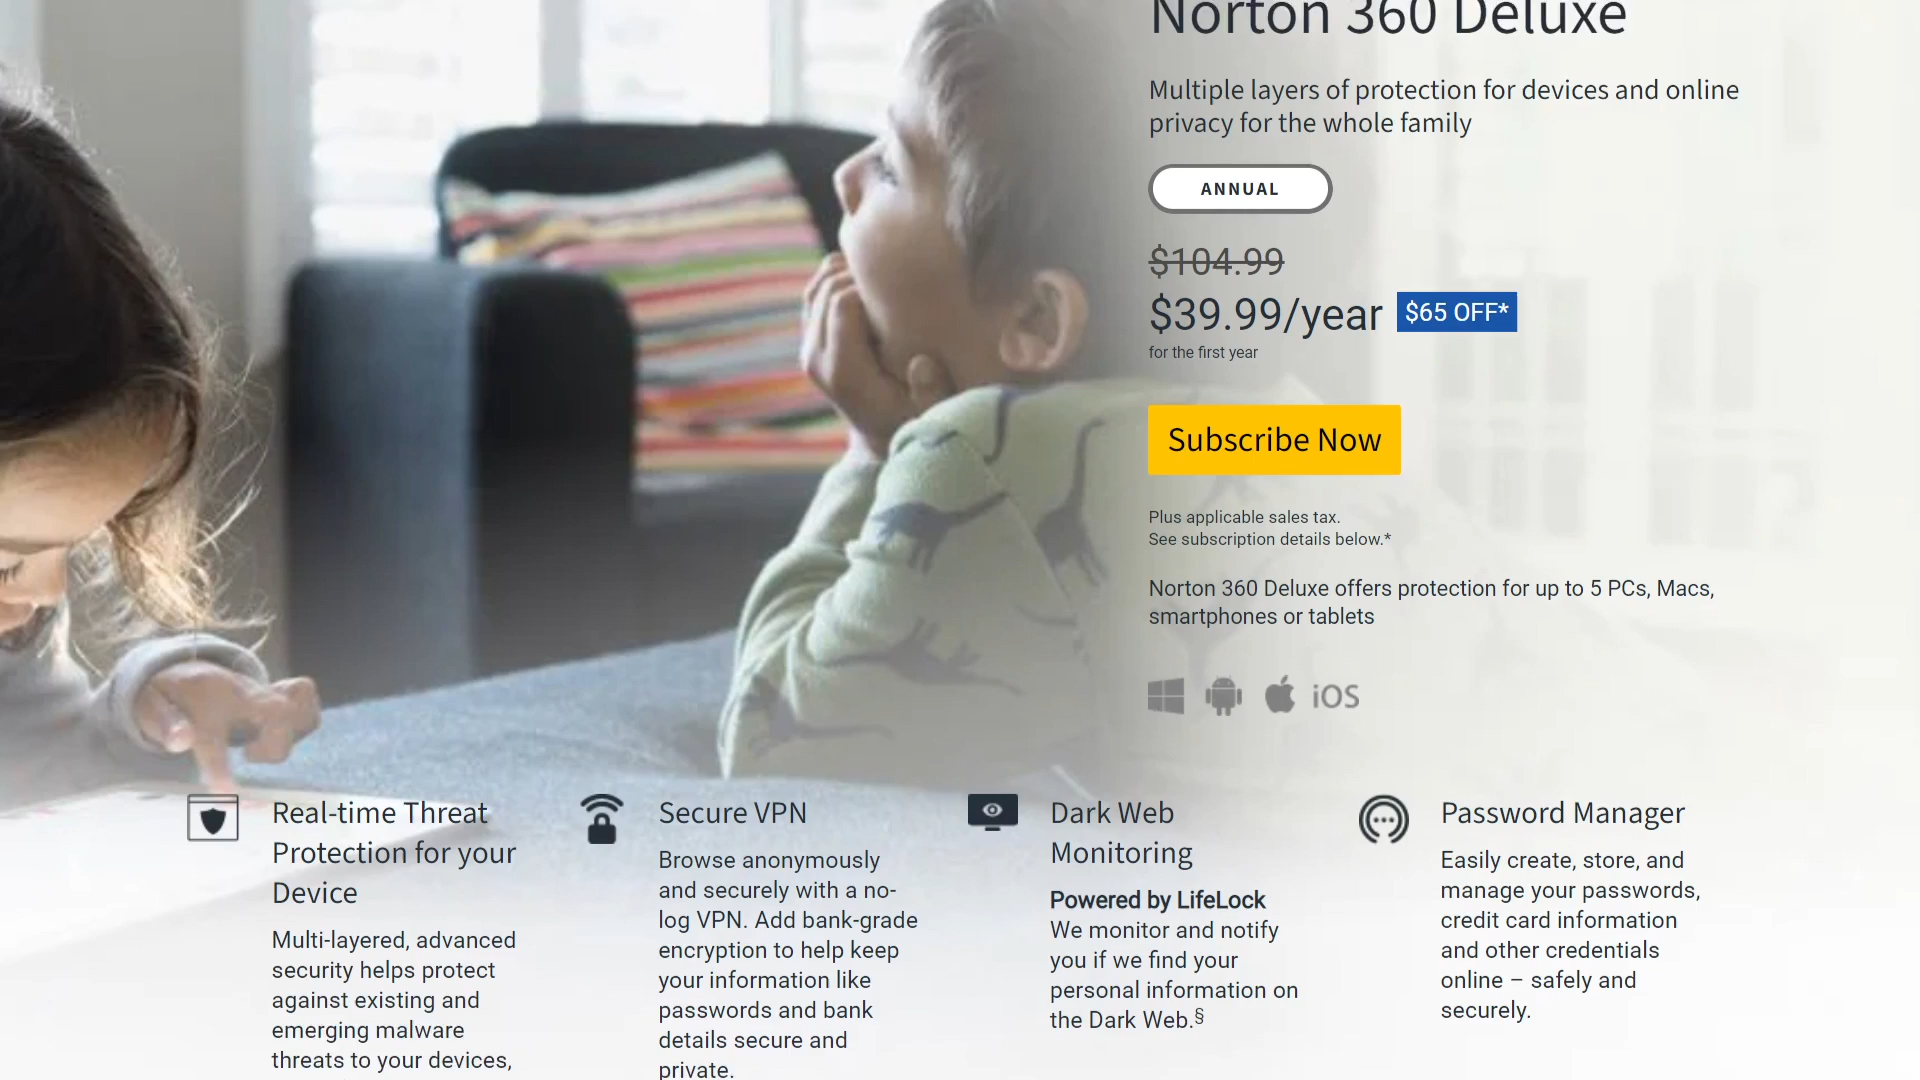 Norton 360 Deluxe
Multiple layers of protection for devices and online
privacy for the whole family
ANNUAL
$104.99
$39.99/year $65 OFF*
for the first year
Subscribe Now
Plus applicable sales tax.
See subscription details below.*
Norton 360 Deluxe offers protection for up to 5 PCs, Macs,
smartphones or tablets
iOS
Real-time Threat
Protection for your
Device
Multi-layered, advanced
security helps protect
against existing and
emerging malware
threats to your devices,
Secure VPN
Browse anonymously
and securely with a no-
log VPN. Add bank-grade
encryption to help keep
your information like
passwords and bank
details secure and
private.
Dark Web
Monitoring
Powered by LifeLock
We monitor and notify
you if we find your
personal information on
the Dark Web.§
Password Manager
Easily create, store, and
manage your passwords,
credit card information
and other credentials
online – safely and
securely.